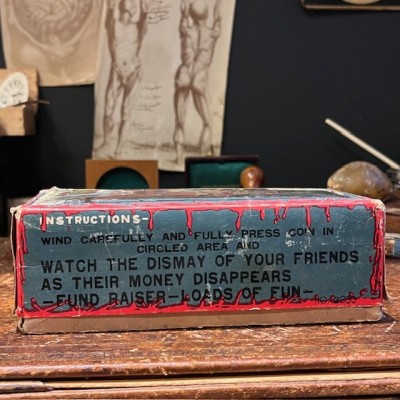 INSTRUCTIONS-
WIND CAREFULLY AND FULLY PRESS COIN IN
CIRCLED AREA AND
WATCH THE DISMAY OF YOUR FRIENDS
AS THEIR MONEY DISAPPEARS
-FUND RAISER-LOADS OF FUN-